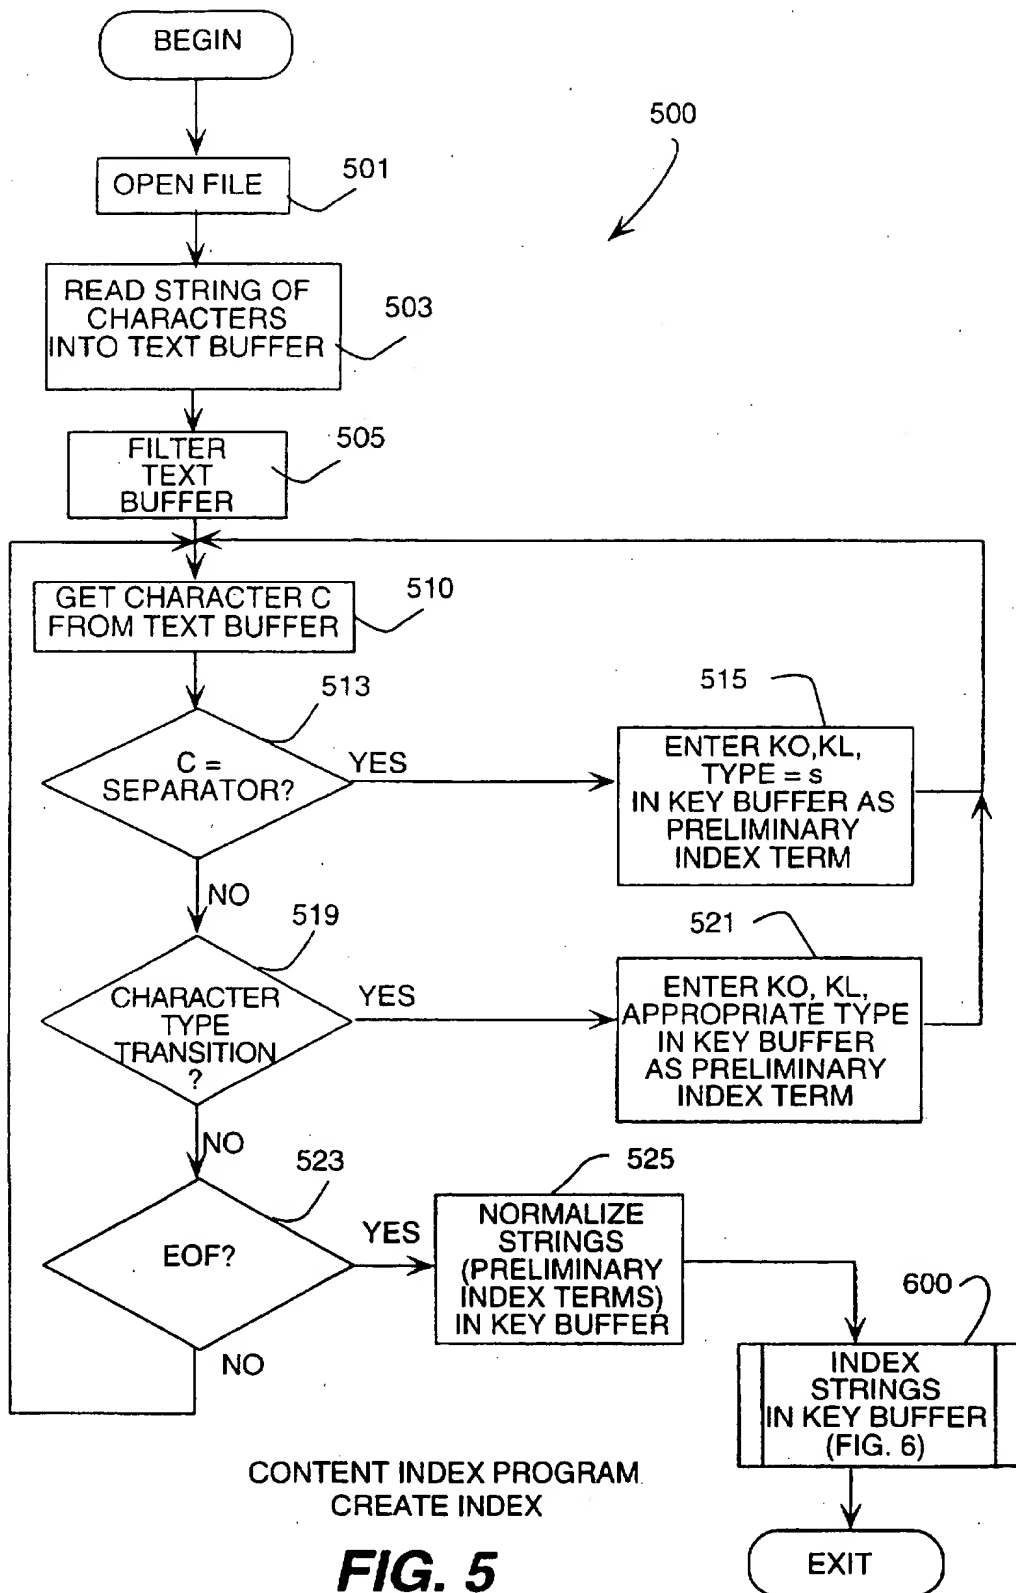 BEGIN
500
OPEN FILE
501
READ STRING OF
CHARACTERS
INTO TEXT BUFFER
503
FILTER
TEXT
BUFFER
505
GET CHARACTER C
FROM TEXT BUFFER
510
C =
SEPARATOR?
513
YES
NO
515
ENTER KO,KL,
TYPE = s
IN KEY BUFFER AS
PRELIMINARY
INDEX TERM
CHARACTER
TYPE
TRANSITION
?
519
YES
NO
521
ENTER KO, KL,
APPROPRIATE TYPE
IN KEY BUFFER
AS PRELIMINARY
INDEX TERM
EOF?
523
YES
NO
525
NORMALIZE
STRINGS
(PRELIMINARY
INDEX TERMS)
IN KEY BUFFER
600
INDEX
STRINGS
IN KEY BUFFER
(FIG. 6)
EXIT
CONTENT INDEX PROGRAM
CREATE INDEX
FIG. 5